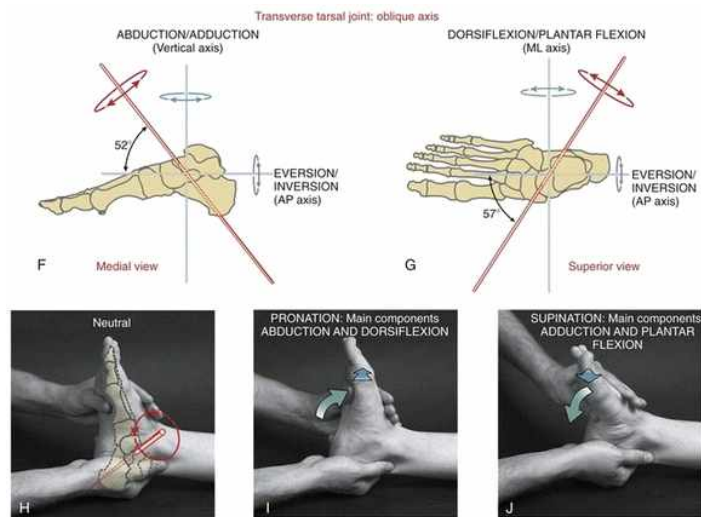 Transverse tarsal joint: oblique axis
ABDUCTION/ADDUCTION
(Vertical axis)
52°
EVERSION/
INVERSION
(AP axis)
F
Medial view
DORSIFLEXION/PLANTAR FLEXION
(ML axis)
57°
EVERSION/
INVERSION
(AP axis)
G
Superior view
Neutral
H
PRONATION: Main components
ABDUCTION AND DORSIFLEXION
I
SUPINATION: Main components
ADDUCTION AND PLANTAR
FLEXION
J